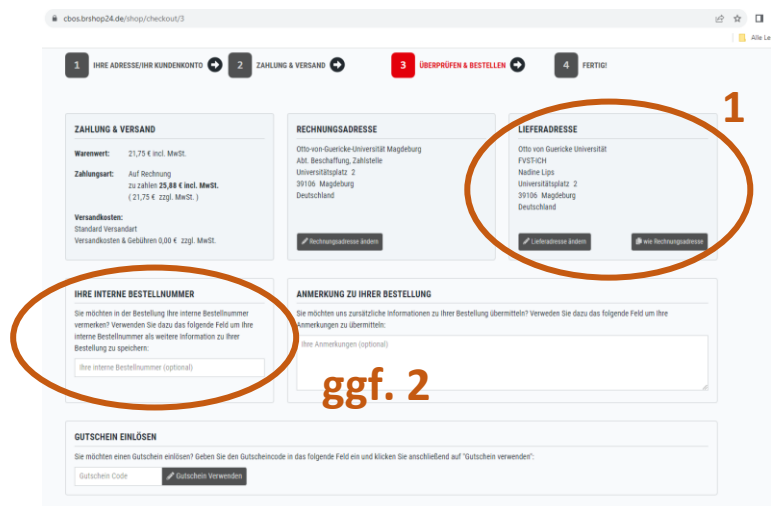 cbos.brshop24.de/shop/checkout/3
Alle Le
1 IHRE ADRESSE/IHR KUNDENKONTO 2 ZAHLUNG & VERSAND 3 ÜBERPRÜFEN & BESTELLEN 4 FERTIG!
1
ZAHLUNG & VERSAND
Warenwert: 21,75 € incl. MwSt.
Zahlungsart: Auf Rechnung
zu zahlen 25,88 € incl. MwSt.
( 21,75 € zzgl. MwSt. )
Versandkosten:
Standard Versandart
Versandkosten & Gebühren 0,00 € zzgl. MwSt.
RECHNUNGSADRESSE
Otto-von-Guericke-Universität Magdeburg
Abt. Beschaffung, Zahlstelle
Universitätsplatz 2
39106 Magdeburg
Deutschland
Rechnungsadresse ändern
LIEFERADRESSE
Otto von Guericke Universität
FVST-ICH
Nadine Lips
Universitätsplatz 2
39106 Magdeburg
Deutschland
Lieferadresse ändern
wie Rechnungsadresse
IHRE INTERNE BESTELLNUMMER
Sie möchten in der Bestellung Ihre interne Bestellnummer
vermerken? Verwenden Sie dazu das folgende Feld um Ihre
interne Bestellnummer als weitere Information zu Ihrer
Bestellung zu speichern:
Ihre interne Bestellnummer (optional)
ANMERKUNG ZU IHRER BESTELLUNG
Sie möchten uns zusätzliche Informationen zu Ihrer Bestellung übermitteln? Verweden Sie dazu das folgende Feld um Ihre
Anmerkungen zu übermitteln:
Ihre Anmerkungen (optional)
ggf. 2
GUTSCHEIN EINLÖSEN
Sie möchten einen Gutschein einlösen? Geben Sie den Gutscheincode in das folgende Feld ein und klicken Sie anschließend auf "Gutschein verwenden":
Gutschein Code
Gutschein Verwenden